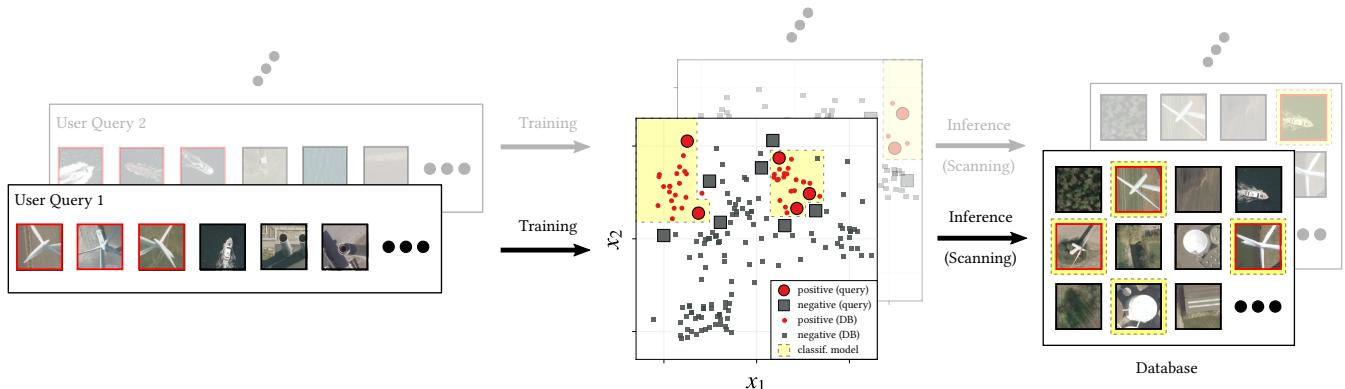 User Query 2
User Query 1
Training
Training
x2
x1
positive (query)
negative (query)
positive (DB)
negative (DB)
classif. model
Inference
(Scanning)
Inference
(Scanning)
Database